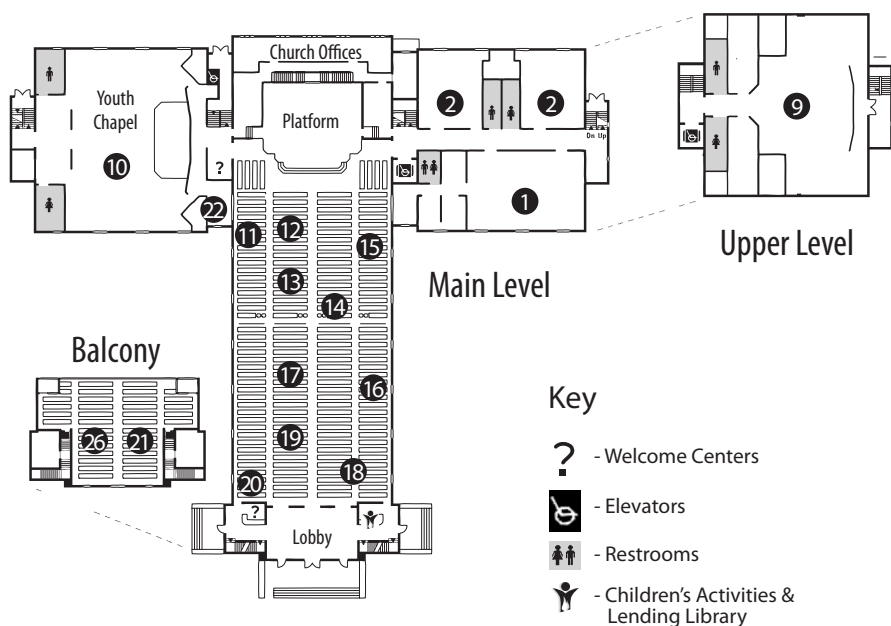 Church Offices
Youth
Chapel
Platform
2
2
9
Dn Up
10
?
1
22
11
12
15
Upper Level
13
Main Level
14
Balcony
17
16
Key
26
21
19
? - Welcome Centers
18
20
- Elevators
?
Lobby
- Restrooms
- Children's Activities &
Lending Library